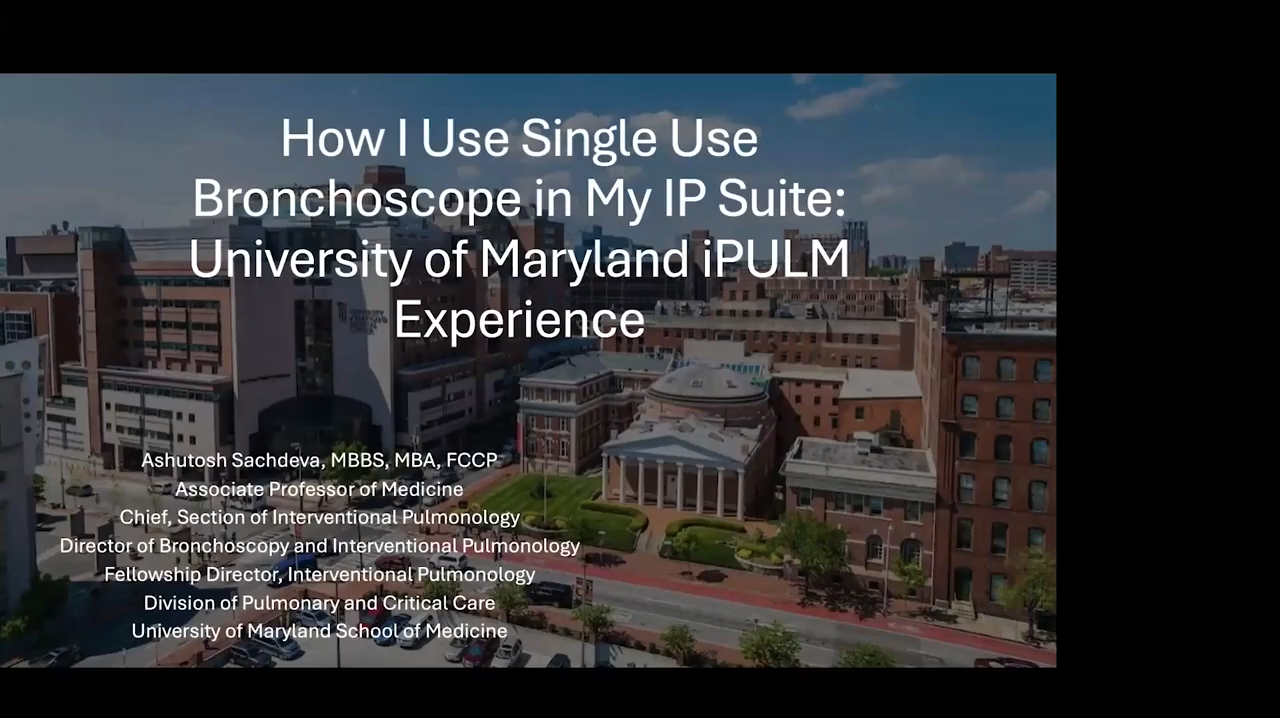 How I Use Single Use
Bronchoscope in My IP Suite:
University of Maryland iPULM
Experience
Ashutosh Sachdeva, MBBS, MBA, FCCP
Associate Professor of Medicine
Chief, Section of Interventional Pulmonology
Director of Bronchoscopy and Interventional Pulmonology
Fellowship Director, Interventional Pulmonology
Division of Pulmonary and Critical Care
University of Maryland School of Medicine